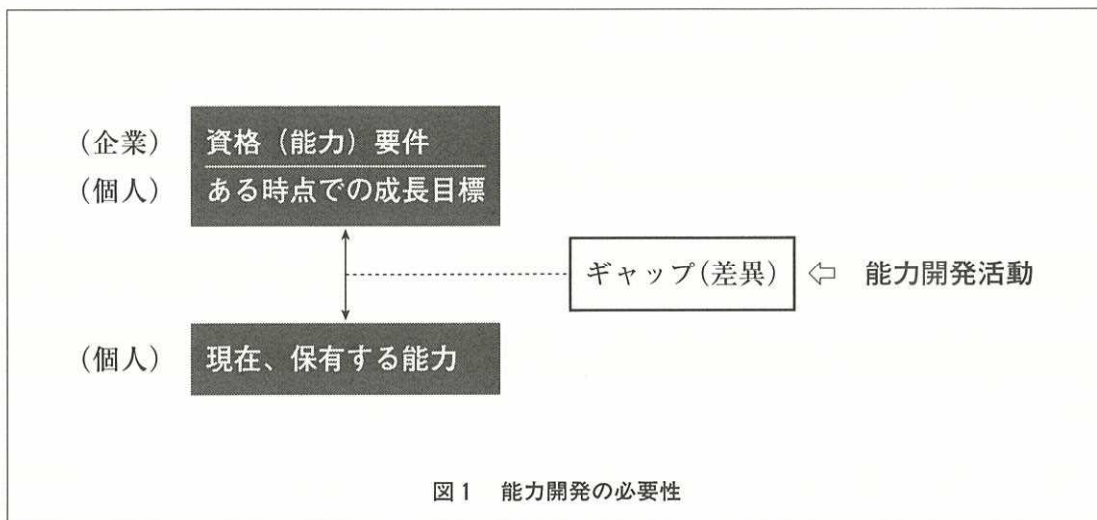 （企業） 資格（能力）要件
（個人） ある時点での成長目標
ギャップ（差異） ⇦ 能力開発活動
（個人） 現在、保有する能力
図1 能力開発の必要性